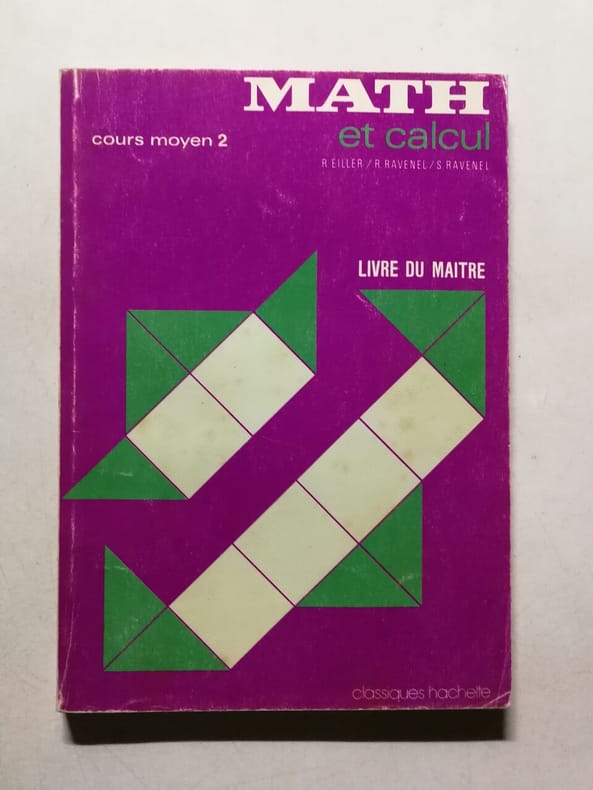 MATH
cours moyen 2
et calcul
R.EILLER / R.RAVENEL / S.RAVENEL
LIVRE DU MAITRE
classiques hachette